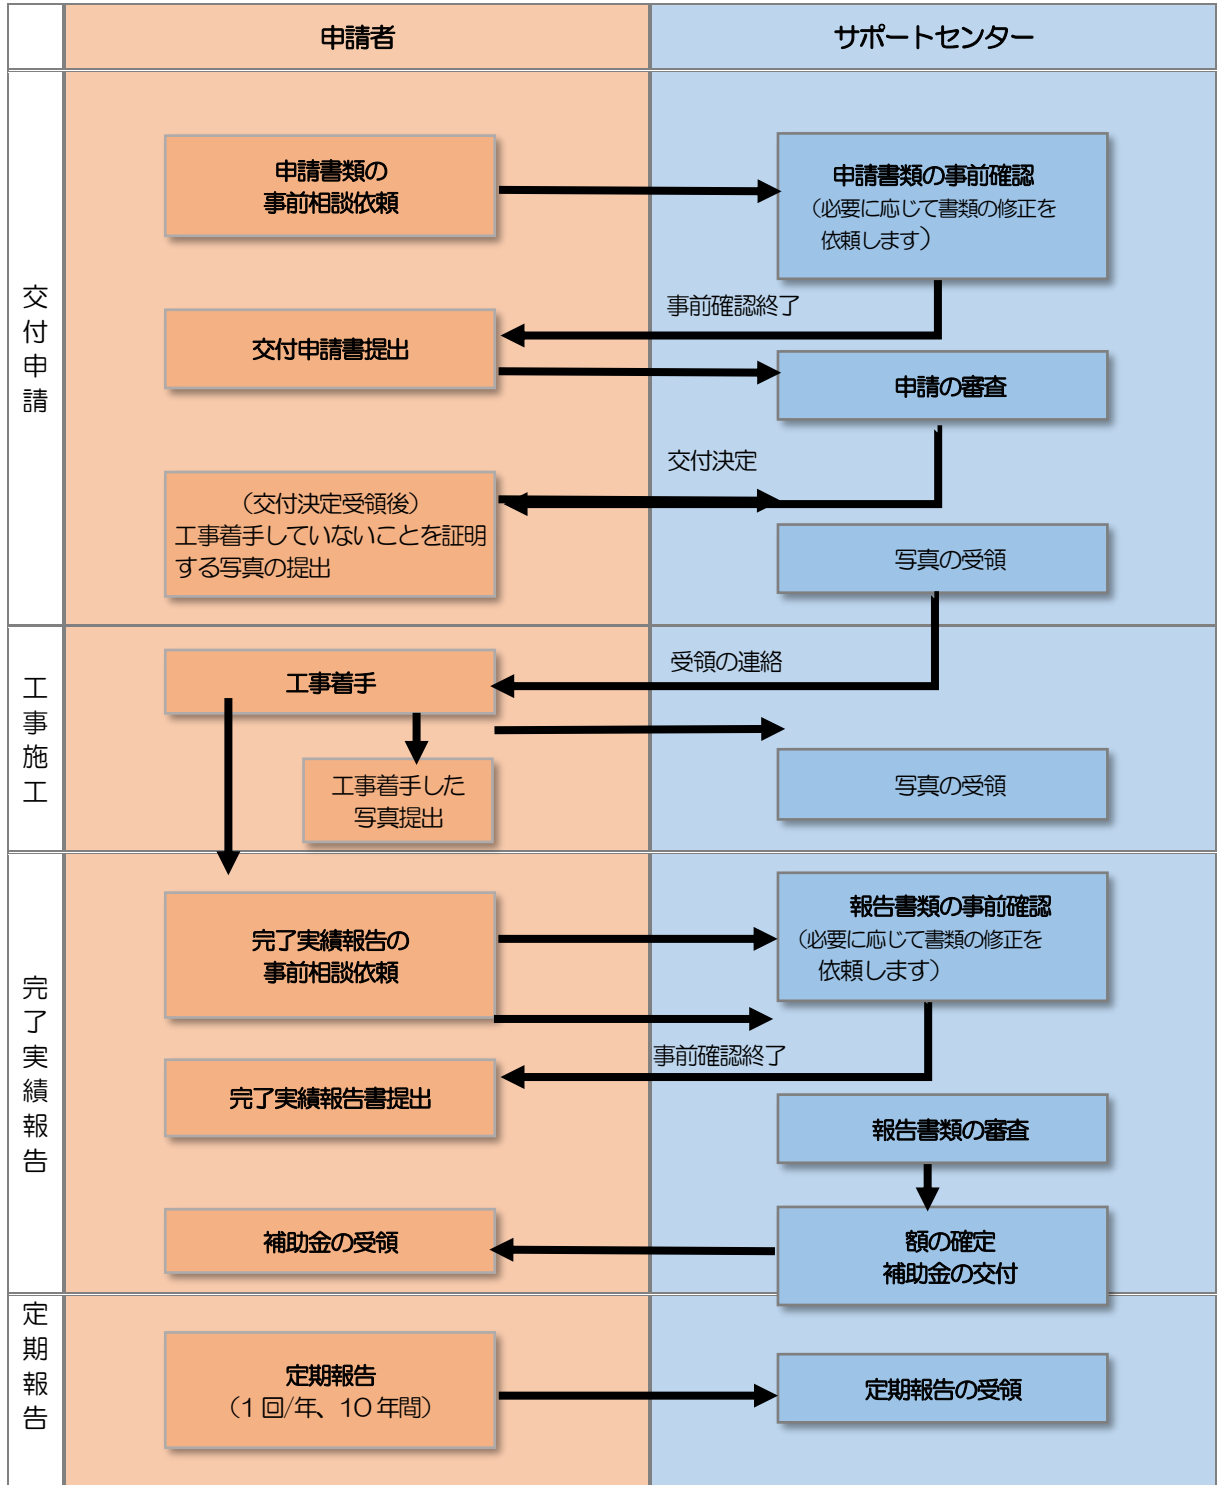 申請者
サポートセンター
交付申請
申請書類の
事前相談依頼
申請書類の事前確認
（必要に応じて書類の修正を
依頼します）
事前確認終了
交付申請書提出
申請の審査
交付決定
（交付決定受領後）
工事着手していないことを証明
する写真の提出
写真の受領
工事施工
受領の連絡
工事着手
工事着手した
写真提出
写真の受領
完了実績報告
完了実績報告の
事前相談依頼
報告書類の事前確認
（必要に応じて書類の修正を
依頼します）
事前確認終了
完了実績報告書提出
報告書類の審査
補助金の受領
額の確定
補助金の交付
定期報告
定期報告
（1回/年、10年間）
定期報告の受領